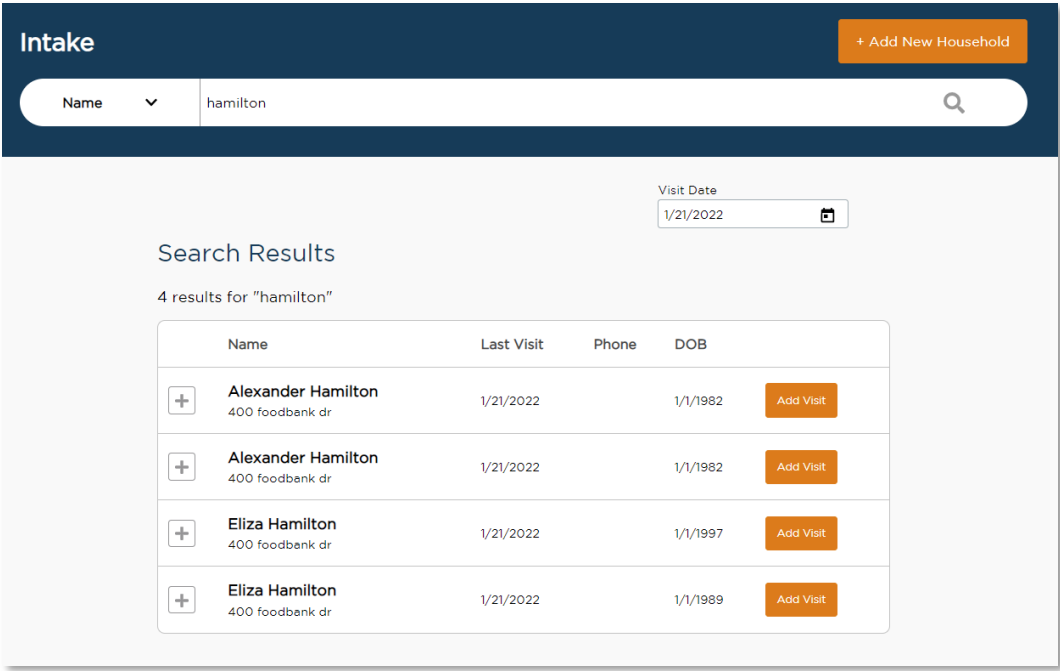 Intake
+ Add New Household
Name
hamilton
Visit Date
1/21/2022
Search Results
4 results for "hamilton"
Name Last Visit Phone DOB
Alexander Hamilton
400 foodbank dr
1/21/2022 1/1/1982 Add Visit
Alexander Hamilton
400 foodbank dr
1/21/2022 1/1/1982 Add Visit
Eliza Hamilton
400 foodbank dr
1/21/2022 1/1/1997 Add Visit
Eliza Hamilton
400 foodbank dr
1/21/2022 1/1/1989 Add Visit